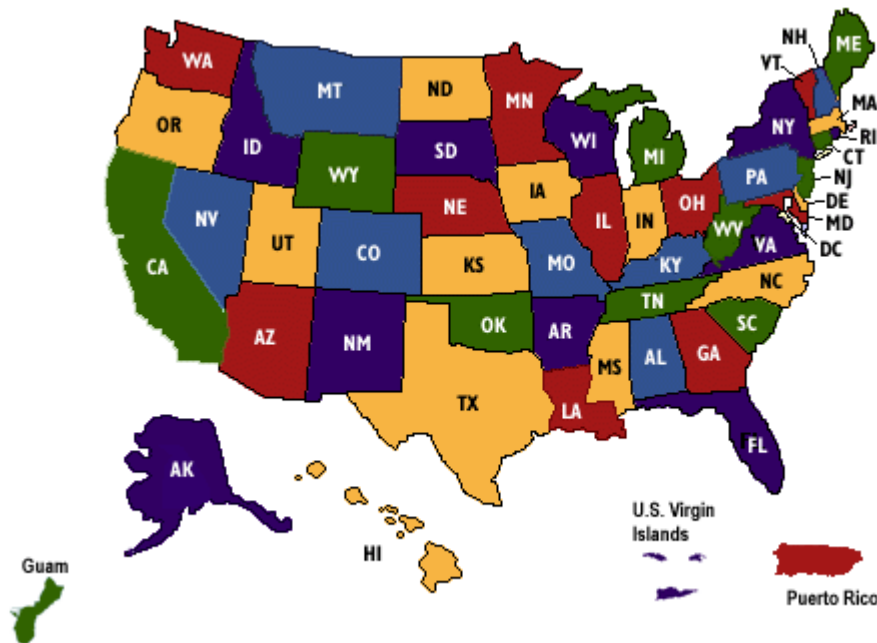 NH
ME
VT
WA
MT
ND
MN
MA
OR
ID
SD
WI
NY
RI
MI
CT
WY
PA
NJ
IA
NE
IL
IN
OH
DE
NV
UT
CO
WV
MD
CA
KS
MO
KY
VA
DC
NC
TN
OK
AR
SC
AZ
NM
MS
AL
GA
TX
LA
FL
AK
HI
U.S. Virgin
Islands
Guam
Puerto Rico